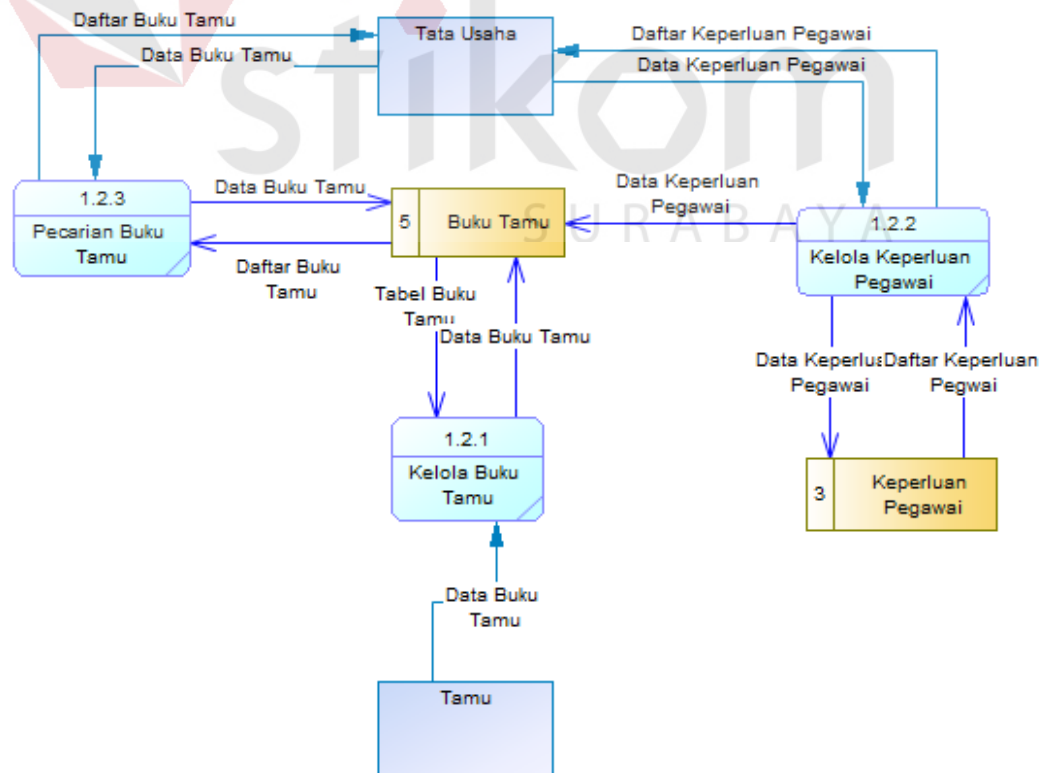 Daftar Buku Tamu
Data Buku Tamu
Tata Usaha
Daftar Keperluan Pegawai
Data Keperluan Pegawai
stikom
SURABAYA
1.2.3
Pecarian Buku
Tamu
Data Buku Tamu
Daftar Buku
Tamu
5
Buku Tamu
Data Keperluan
Pegawai
1.2.2
Kelola Keperluan
Pegawai
Tabel Buku
Tamu
Data Buku Tamu
Data Keperlua
Pegawai
Daftar Keperluan
Pegwai
1.2.1
Kelola Buku
Tamu
3
Keperluan
Pegawai
Data Buku
Tamu
Tamu